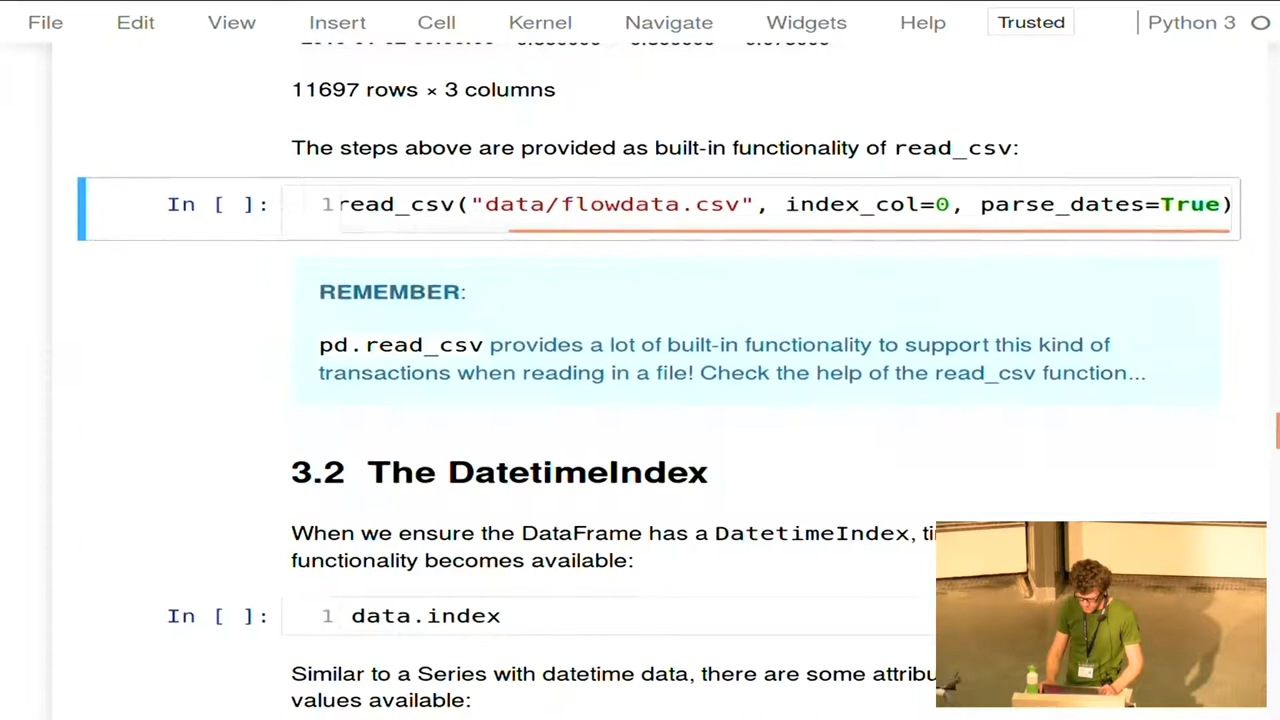 File Edit View Insert Cell Kernel Navigate Widgets Help Trusted Python 3
11697 rows × 3 columns
The steps above are provided as built-in functionality of read_csv:
In [ ]: 1 read_csv("data/flowdata.csv", index_col=0, parse_dates=True)
REMEMBER:
pd.read_csv provides a lot of built-in functionality to support this kind of
transactions when reading in a file! Check the help of the read_csv function...
3.2 The DatetimeIndex
When we ensure the DataFrame has a DatetimeIndex,
functionality becomes available:
In [ ]: 1 data.index
Similar to a Series with datetime data, there are some
values available: